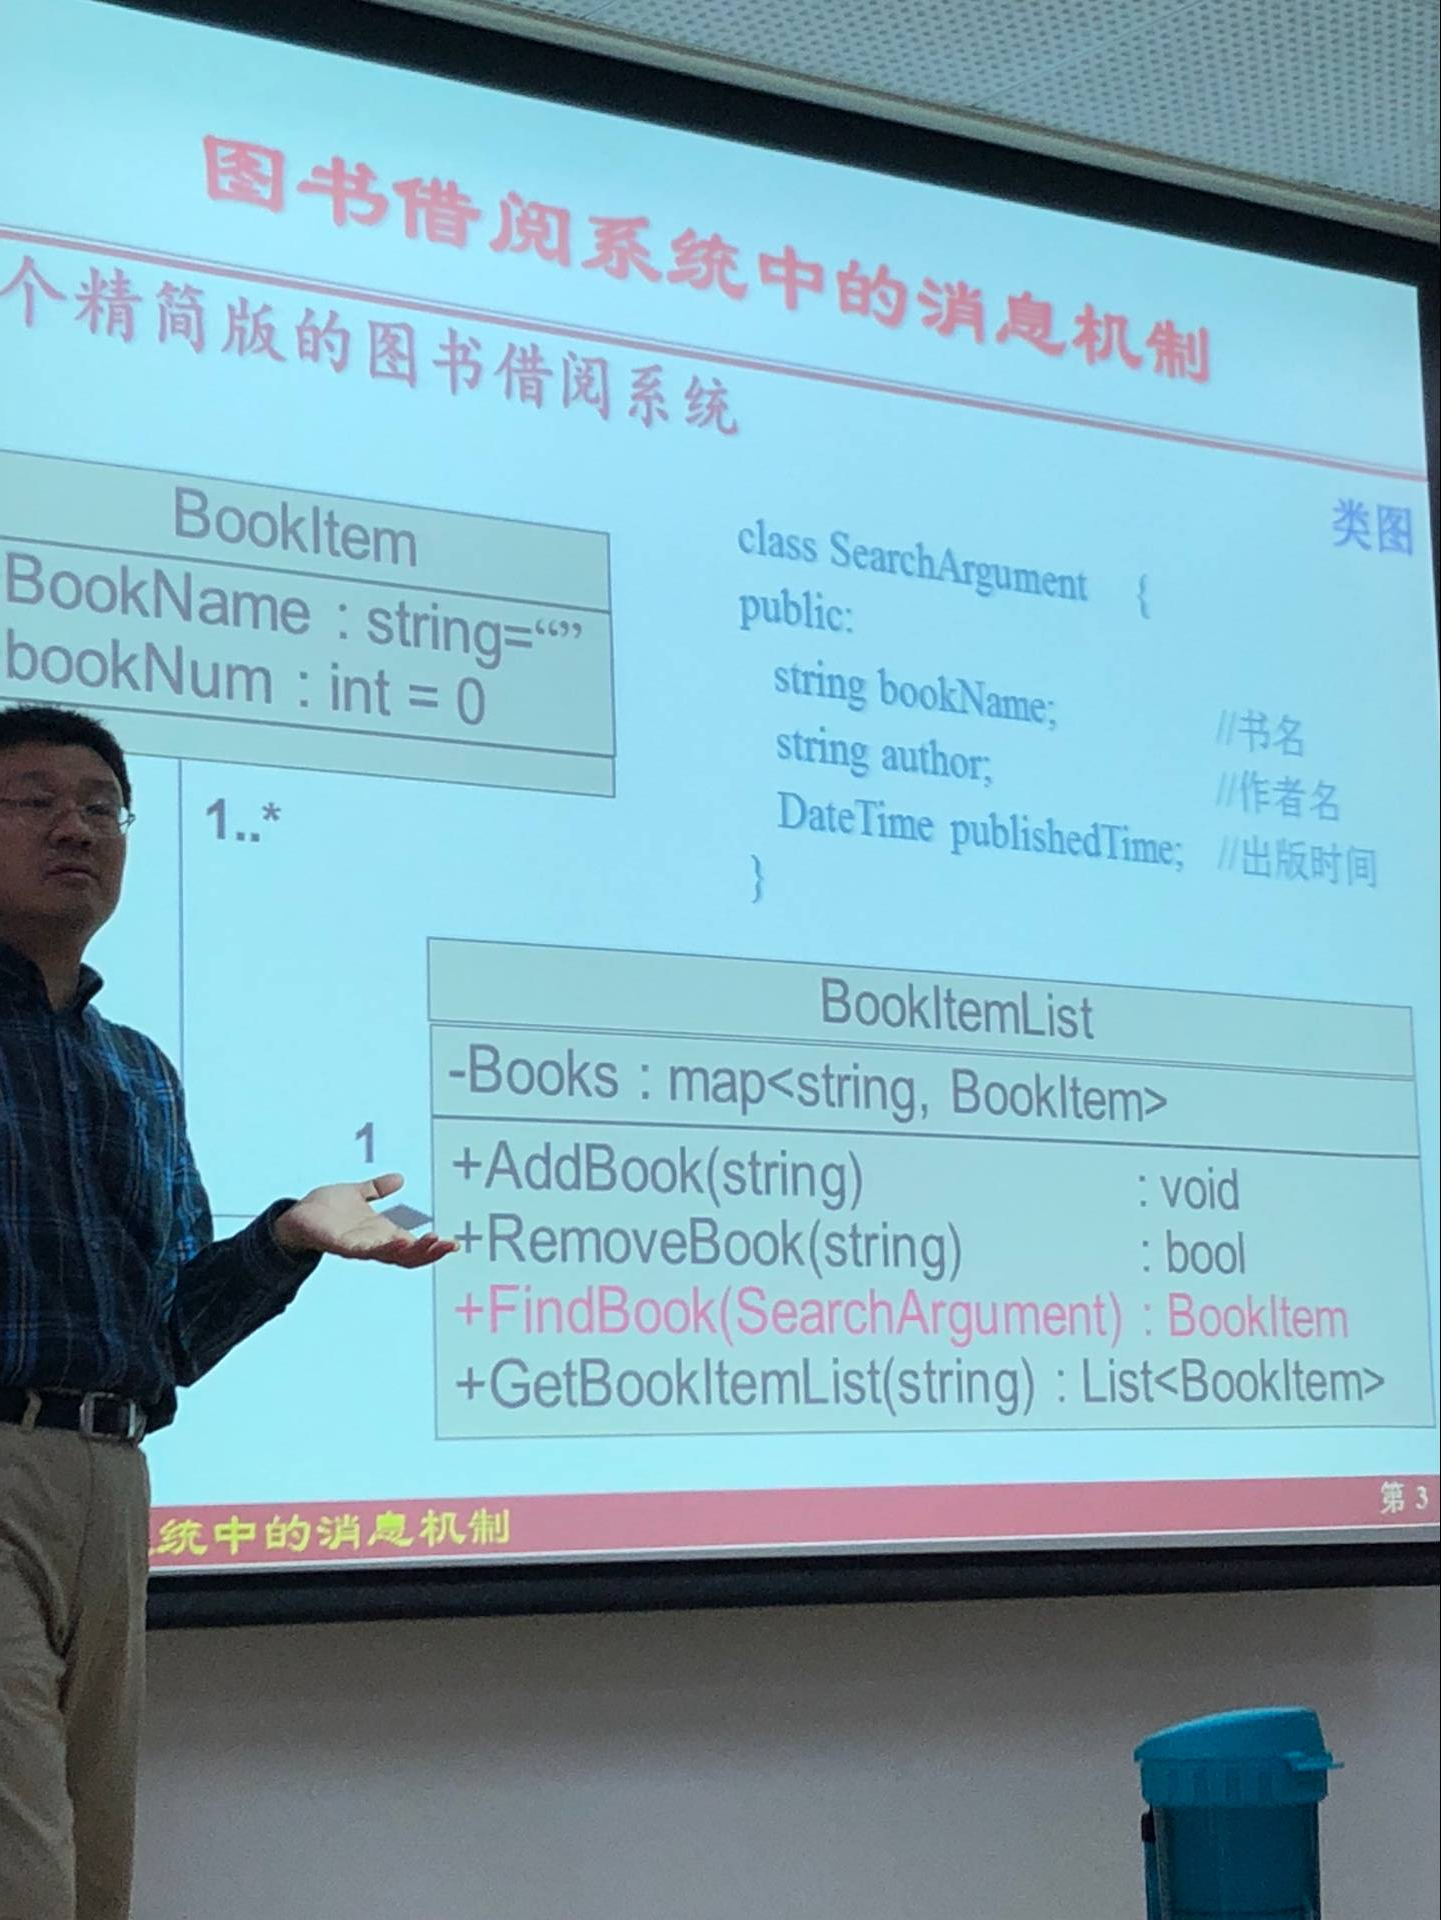 图书借阅系统中的消息机制
个精简版的图书借阅系统
类图
BookItem
BookName : string=“”
bookNum : int = 0
1..*
class SearchArgument {
public:
string bookName; //书名
string author; //作者名
DateTime publishedTime; //出版时间
}
BookItemList
-Books : map<string, BookItem>
1
+AddBook(string) : void
+RemoveBook(string) : bool
+FindBook(SearchArgument) : BookItem
+GetBookItemList(string) : List<BookItem>
统中的消息机制
第 3